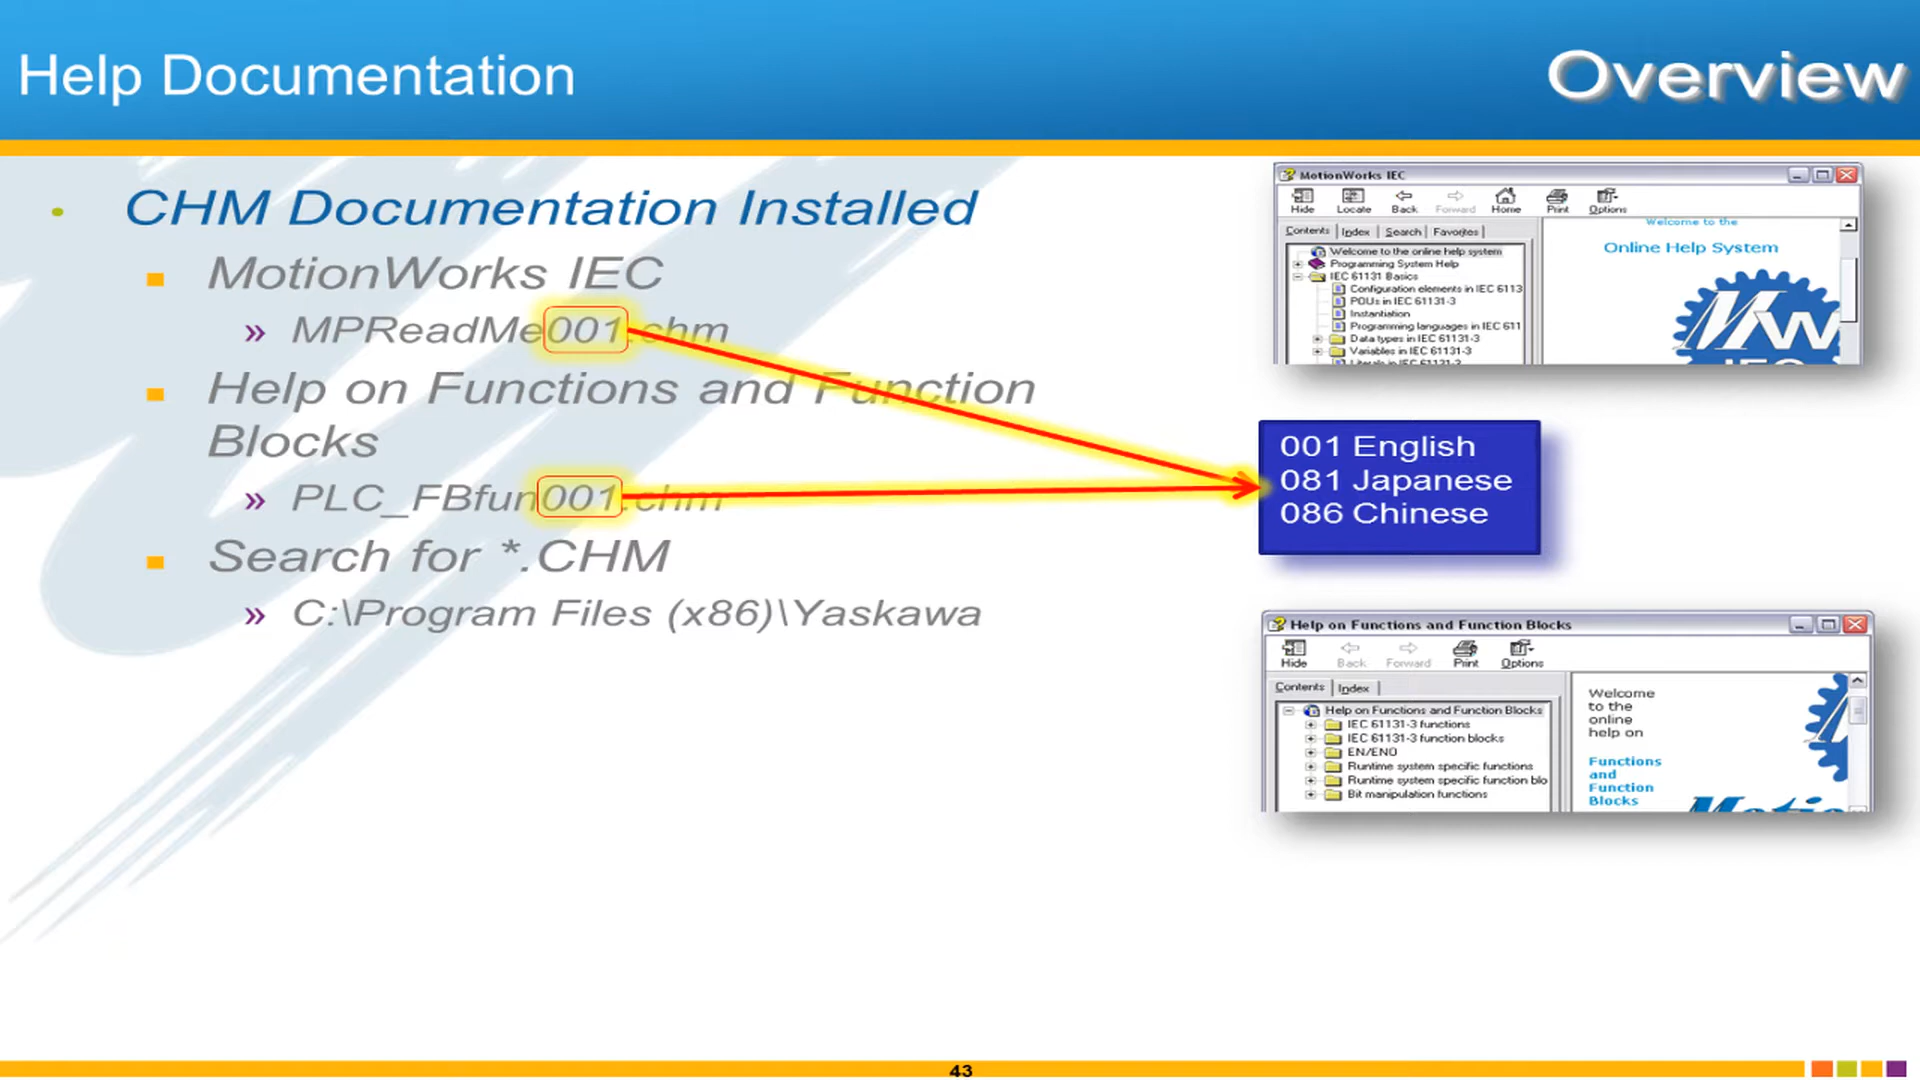 Help Documentation
Overview
• CHM Documentation Installed
MotionWorks IEC
» MPReadMe001.chm
Help on Functions and Function
Blocks
» PLC_FBfun001.chm
Search for *.CHM
» C:\Program Files (x86)\Yaskawa
MotionWorks IEC
Hide Locate Back Forward Home Print Options
Contents Index Search Favorites
Welcome to the online help system
Programming System Help
IEC 61131 Basics
Configuration elements in IEC 6113
POUs in IEC 61131-3
Instantiation
Programming languages in IEC 611
Data types in IEC 61131-3
Variables in IEC 61131-3
Literals in IEC 61131-3
Welcome to the
Online Help System
MW
IEC
001 English
081 Japanese
086 Chinese
Help on Functions and Function Blocks
Hide Back Forward Print Options
Contents Index
Help on Functions and Function Blocks
IEC 61131-3 functions
IEC 61131-3 function blocks
EN/ENO
Runtime system specific functions
Runtime system specific function blo
Bit manipulation functions
Welcome
to the
online
help on
Functions
and
Function
Blocks
43